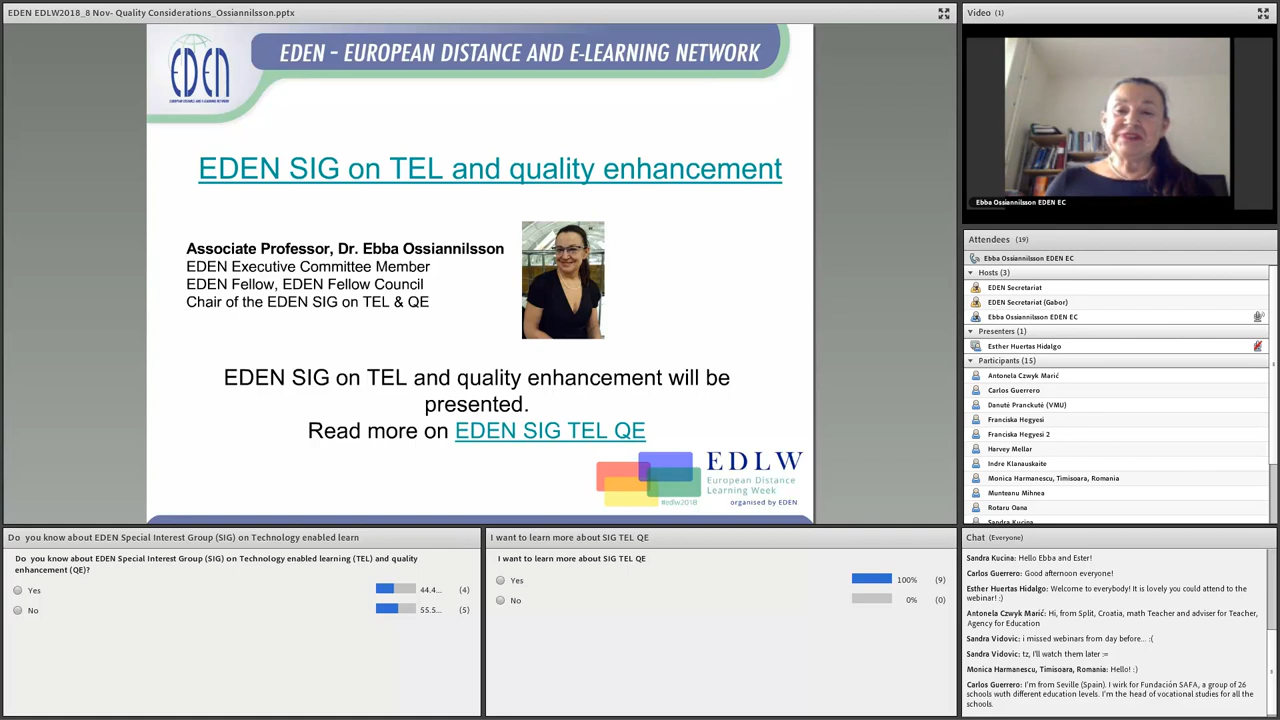 EDEN EDLW2018_8 Nov- Quality Considerations_Ossiannilsson.pptx
EDEN
EDEN – EUROPEAN DISTANCE AND E-LEARNING NETWORK
EDEN SIG on TEL and quality enhancement
Associate Professor, Dr. Ebba Ossiannilsson
EDEN Executive Committee Member
EDEN Fellow, EDEN Fellow Council
Chair of the EDEN SIG on TEL & QE
EDEN SIG on TEL and quality enhancement will be
presented.
Read more on EDEN SIG TEL QE
EDLW
European Distance
Learning Week
#edlw2018
organised by EDEN
Video (1)
Ebba Ossiannilsson EDEN EC
Attendees (19)
Ebba Ossiannilsson EDEN EC
Hosts (3)
EDEN Secretariat
EDEN Secretariat (Gabor)
Ebba Ossiannilsson EDEN EC
Presenters (1)
Esther Huertas Hidalgo
Participants (15)
Antonela Czwyk Marić
Carlos Guerrero
Danutė Pranckutė (VMU)
Franciska Hegyesi
Franciska Hegyesi 2
Harvey Mellar
Indre Klanauskaite
Monica Harmanescu, Timisoara, Romania
Munteanu Mihnea
Rotaru Oana
Sandra Kucina
Do you know about EDEN Special Interest Group (SIG) on Technology enabled learn
Do you know about EDEN Special Interest Group (SIG) on Technology enabled learning (TEL) and quality
enhancement (QE)?
Yes 44.4... (4)
No 55.5... (5)
I want to learn more about SIG TEL QE
I want to learn more about SIG TEL QE
Yes 100% (9)
No 0% (0)
Chat (Everyone)
Sandra Kucina: Hello Ebba and Ester!
Carlos Guerrero: Good afternoon everyone!
Esther Huertas Hidalgo: Welcome to everybody! It is lovely you could attend to the
webinar! :)
Antonela Czwyk Marić: Hi, from Split, Croatia, math Teacher and adviser for Teacher,
Agency for Education
Sandra Vidovic: i missed webinars from day before... :(
Sandra Vidovic: tz, I'll watch them later :=
Monica Harmanescu, Timisoara, Romania: Hello! :)
Carlos Guerrero: I'm from Seville (Spain). I wirk for Fundación SAFA, a group of 26
schools wuth different education levels. I'm the head of vocational studies for all the
schools.